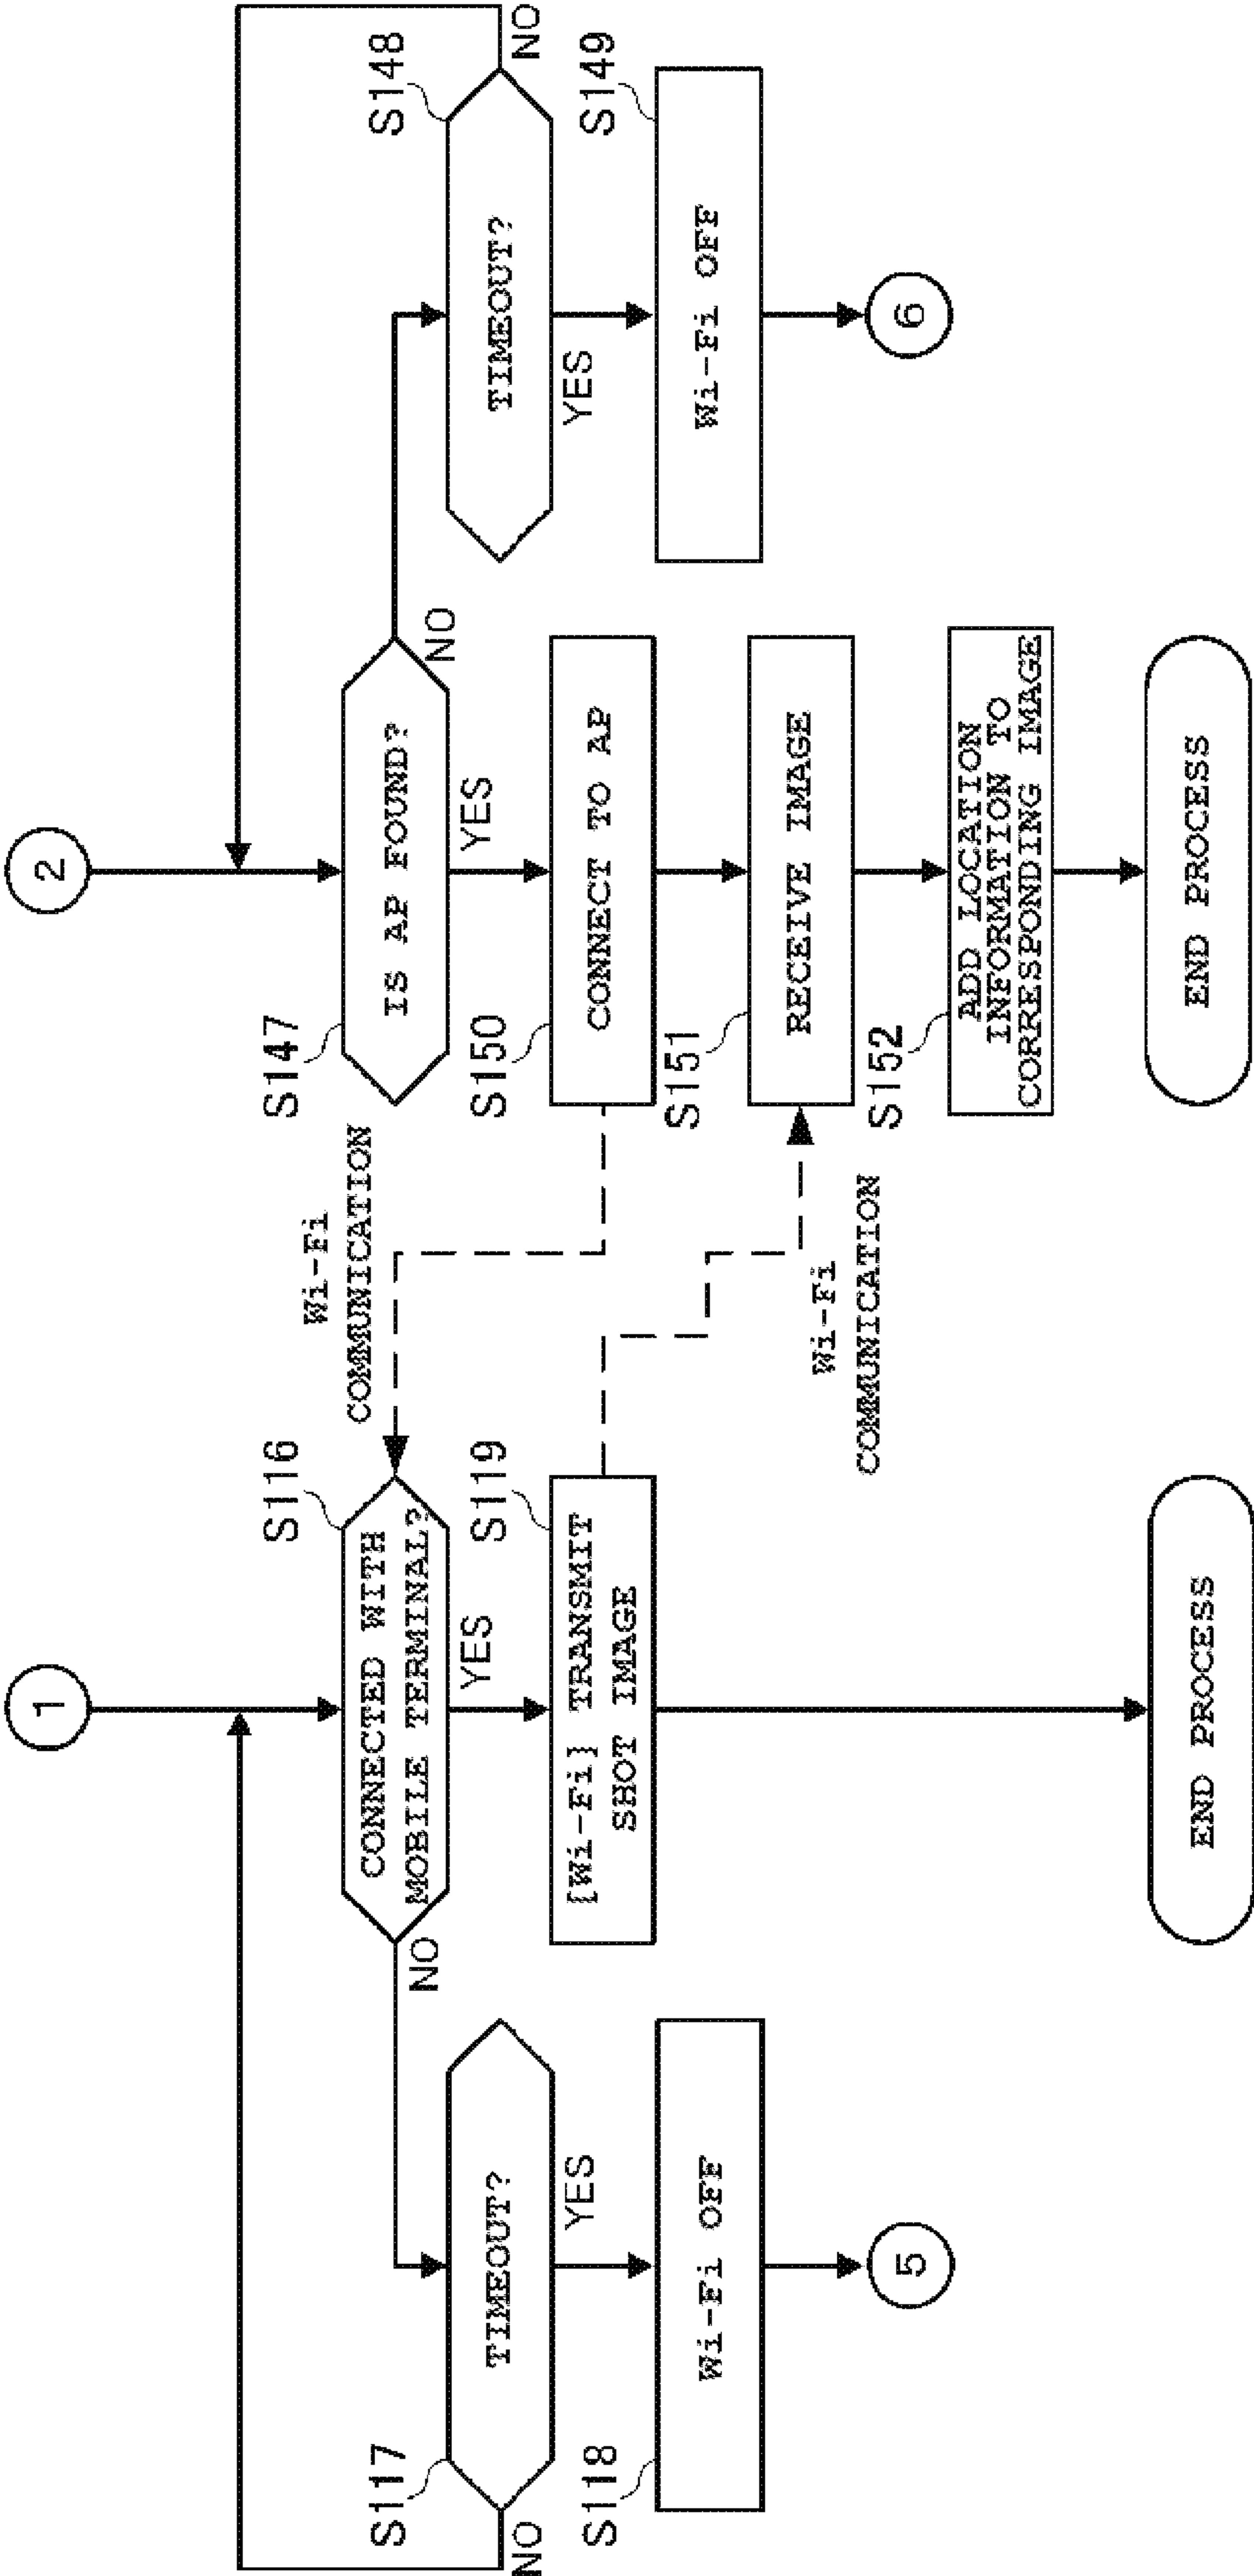 1
S116
CONNECTED WITH
MOBILE TERMINAL?
NO
YES
S117
TIMEOUT?
NO
YES
S118
Wi-Fi OFF
5
S119
[Wi-Fi] TRANSMIT
SHOT IMAGE
END PROCESS
Wi-Fi
COMMUNICATION
Wi-Fi
COMMUNICATION
2
S147
IS AP FOUND?
NO
YES
S148
TIMEOUT?
NO
YES
S149
Wi-Fi OFF
6
S150
CONNECT TO AP
S151
RECEIVE IMAGE
S152
ADD LOCATION
INFORMATION TO
CORRESPONDING IMAGE
END PROCESS